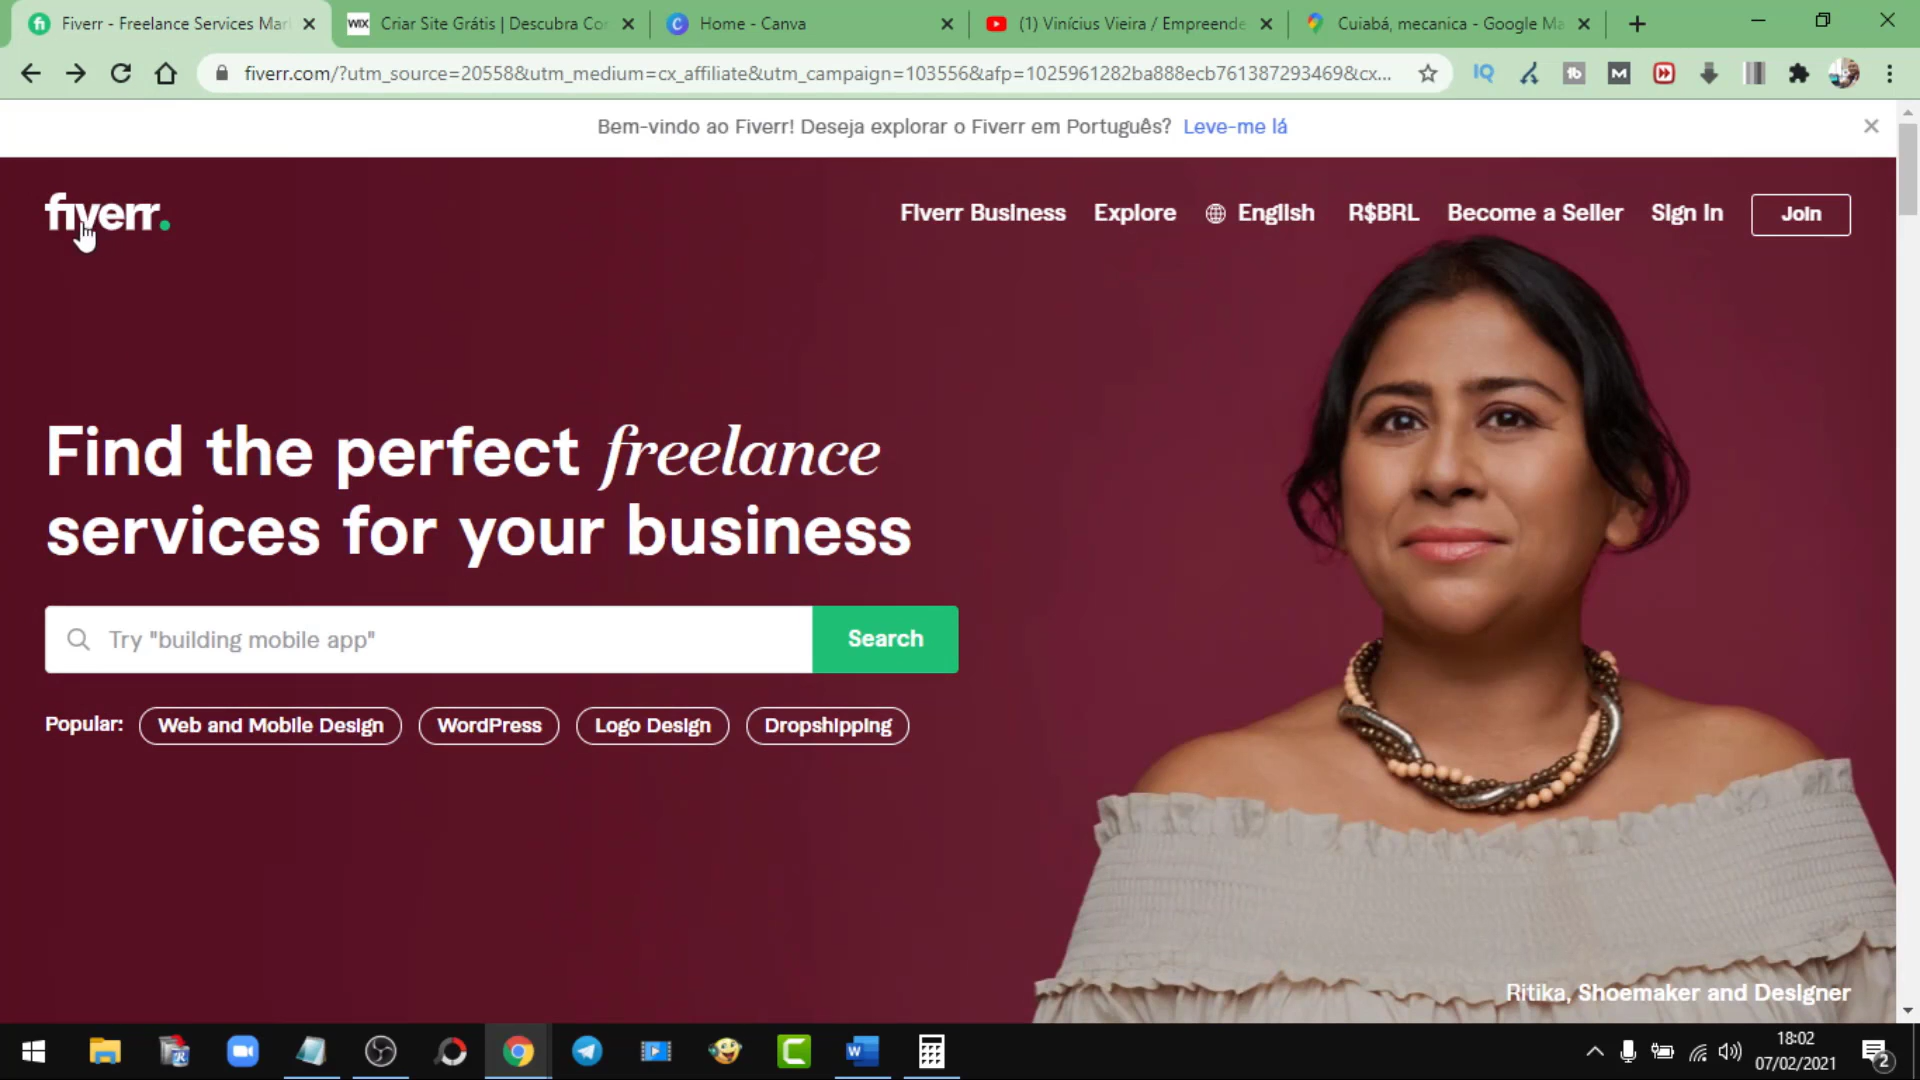 Fiverr - Freelance Services Mar
WIX Criar Site Grátis | Descubra Co
Home - Canva
(1) Vinícius Vieira / Empreende
Cuiabá, mecanica - Google Ma
fiverr.com/?utm_source=20558&utm_medium=cx_affiliate&utm_campaign=103556&afp=1025961282ba888ecb761387293469&cx...
Bem-vindo ao Fiverr! Deseja explorar o Fiverr em Português? Leve-me lá
fiverr.
Fiverr Business
Explore
English
R$BRL
Become a Seller
Sign In
Join
Find the perfect freelance
services for your business
Try "building mobile app"
Search
Popular:
Web and Mobile Design
WordPress
Logo Design
Dropshipping
Ritika, Shoemaker and Designer
18:02
07/02/2021
2